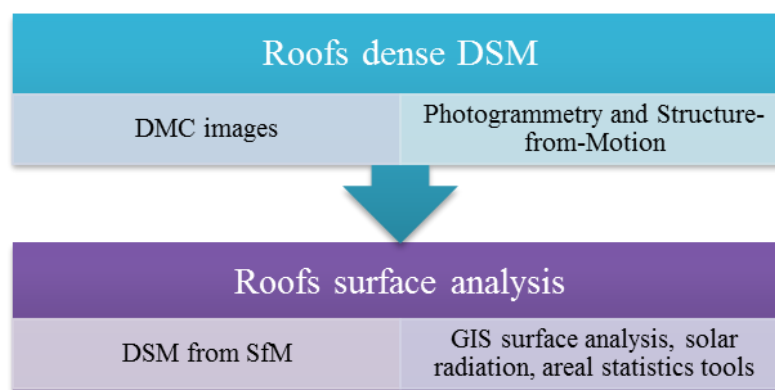 Roofs dense DSM
DMC images
Photogrammetry and Structure-
from-Motion
Roofs surface analysis
DSM from SfM
GIS surface analysis, solar
radiation, areal statistics tools